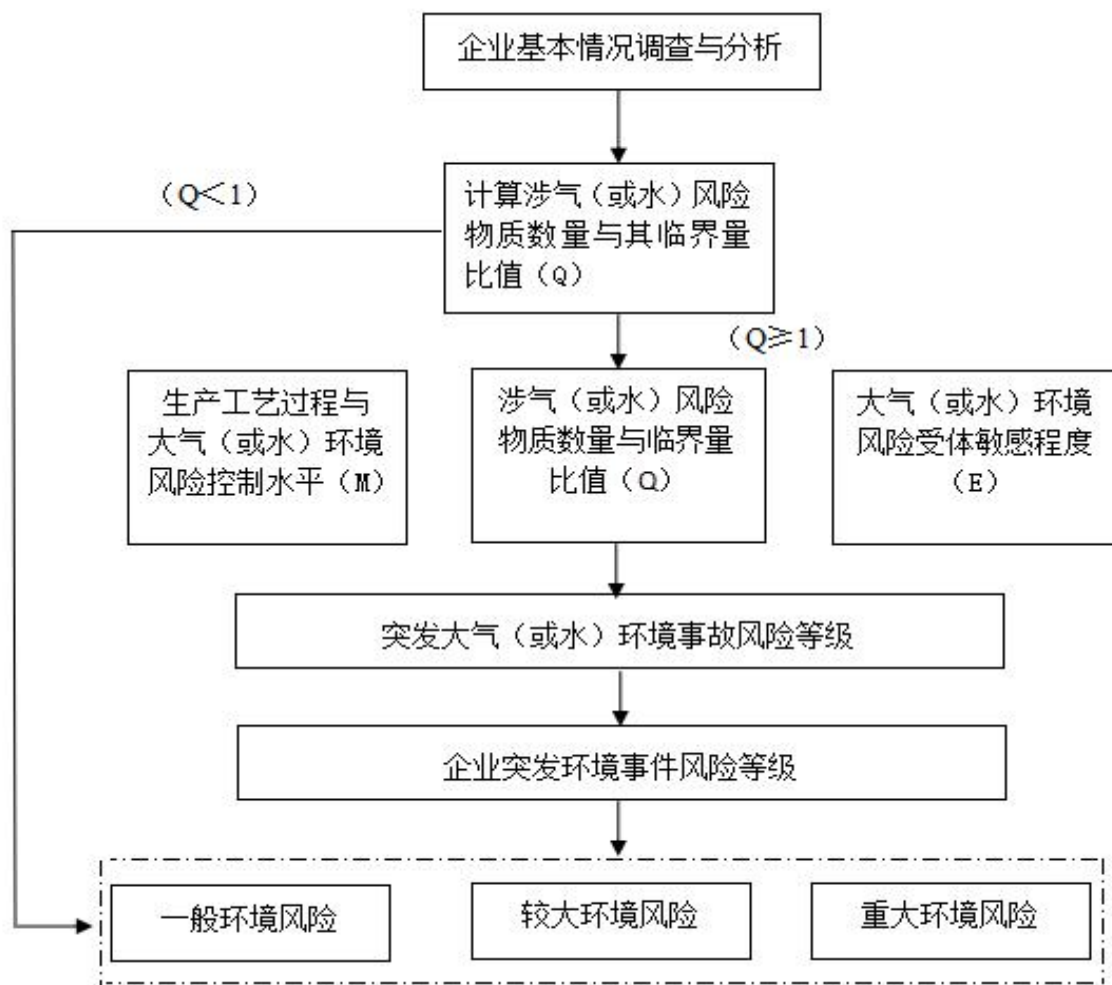 企业基本情况调查与分析
（Q＜1）
计算涉气（或水）风险
物质数量与其临界量
比值（Q）
（Q≥1）
生产工艺过程与
大气（或水）环境
风险控制水平（M）
涉气（或水）风险
物质数量与临界量
比值（Q）
大气（或水）环境
风险受体敏感程度
（E）
突发大气（或水）环境事故风险等级
企业突发环境事件风险等级
一般环境风险
较大环境风险
重大环境风险